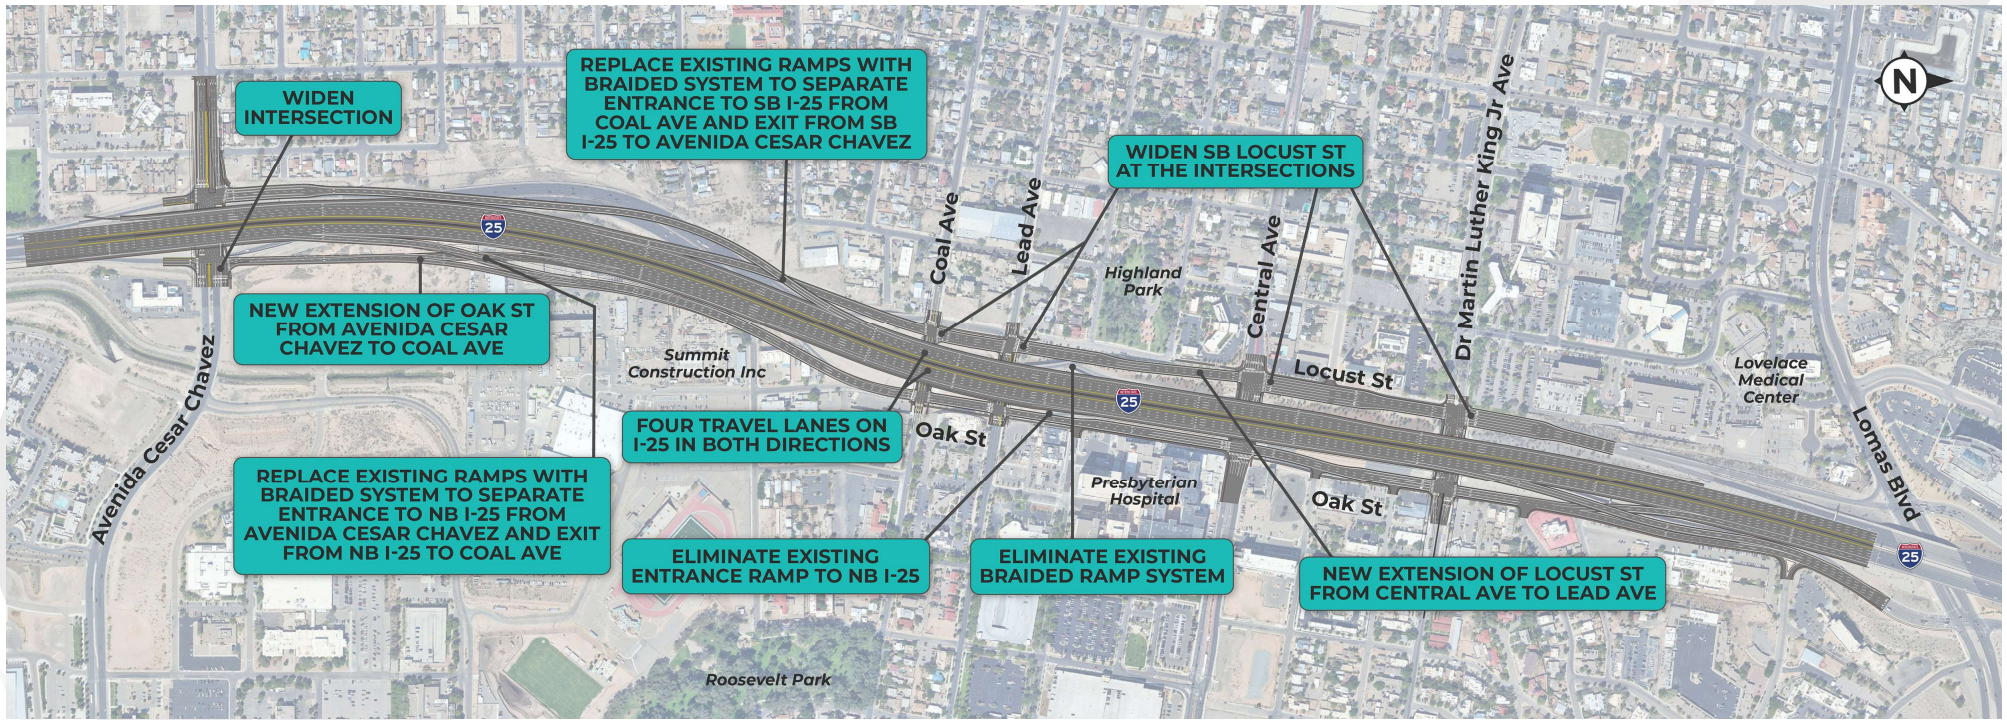 REPLACE EXISTING RAMPS WITH
BRAIDED SYSTEM TO SEPARATE
ENTRANCE TO SB I-25 FROM
COAL AVE AND EXIT FROM SB
I-25 TO AVENIDA CESAR CHAVEZ
WIDEN
INTERSECTION
N
WIDEN SB LOCUST ST
AT THE INTERSECTIONS
Dr Martin Luther King Jr Ave
Coal Ave
Lead Ave
Central Ave
25
Highland
Park
NEW EXTENSION OF OAK ST
FROM AVENIDA CESAR
CHAVEZ TO COAL AVE
Summit
Construction Inc
Locust St
Lovelace
Medical
Center
25
Avenida Cesar Chavez
FOUR TRAVEL LANES ON
I-25 IN BOTH DIRECTIONS
Oak St
Lomas Blvd
REPLACE EXISTING RAMPS WITH
BRAIDED SYSTEM TO SEPARATE
ENTRANCE TO NB I-25 FROM
AVENIDA CESAR CHAVEZ AND EXIT
FROM NB I-25 TO COAL AVE
Presbyterian
Hospital
Oak St
ELIMINATE EXISTING
ENTRANCE RAMP TO NB I-25
ELIMINATE EXISTING
BRAIDED RAMP SYSTEM
NEW EXTENSION OF LOCUST ST
FROM CENTRAL AVE TO LEAD AVE
25
Roosevelt Park